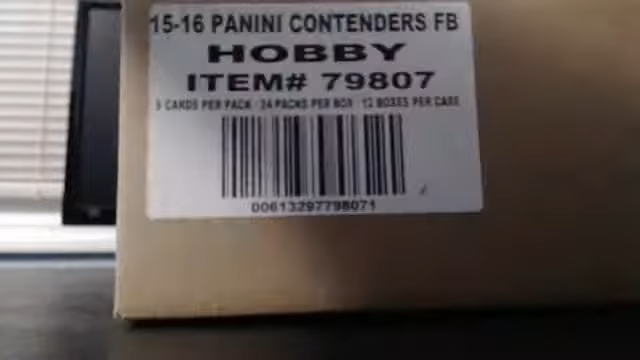 15-16 PANINI CONTENDERS FB
HOBBY
ITEM# 79807
5 CARDS PER PACK 24 PACKS PER BOX 12 BOXES PER CASE
00613297798071